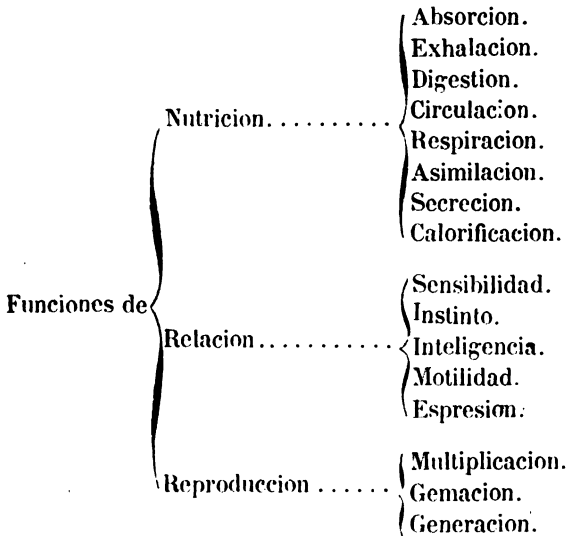 Absorcion.
Exhalacion.
Digestion.
Nutricion. . . . . . . . . . Circulacion.
Respiracion.
Asimilacion.
Secrecion.
Calorificacion.
Sensibilidad.
Funciones de
Instinto.
Relacion . . . . . . . . . . . Inteligencia.
Motilidad.
Espresion.
Multiplicacion.
Reproduccion . . . . . . Gemacion.
Generacion.